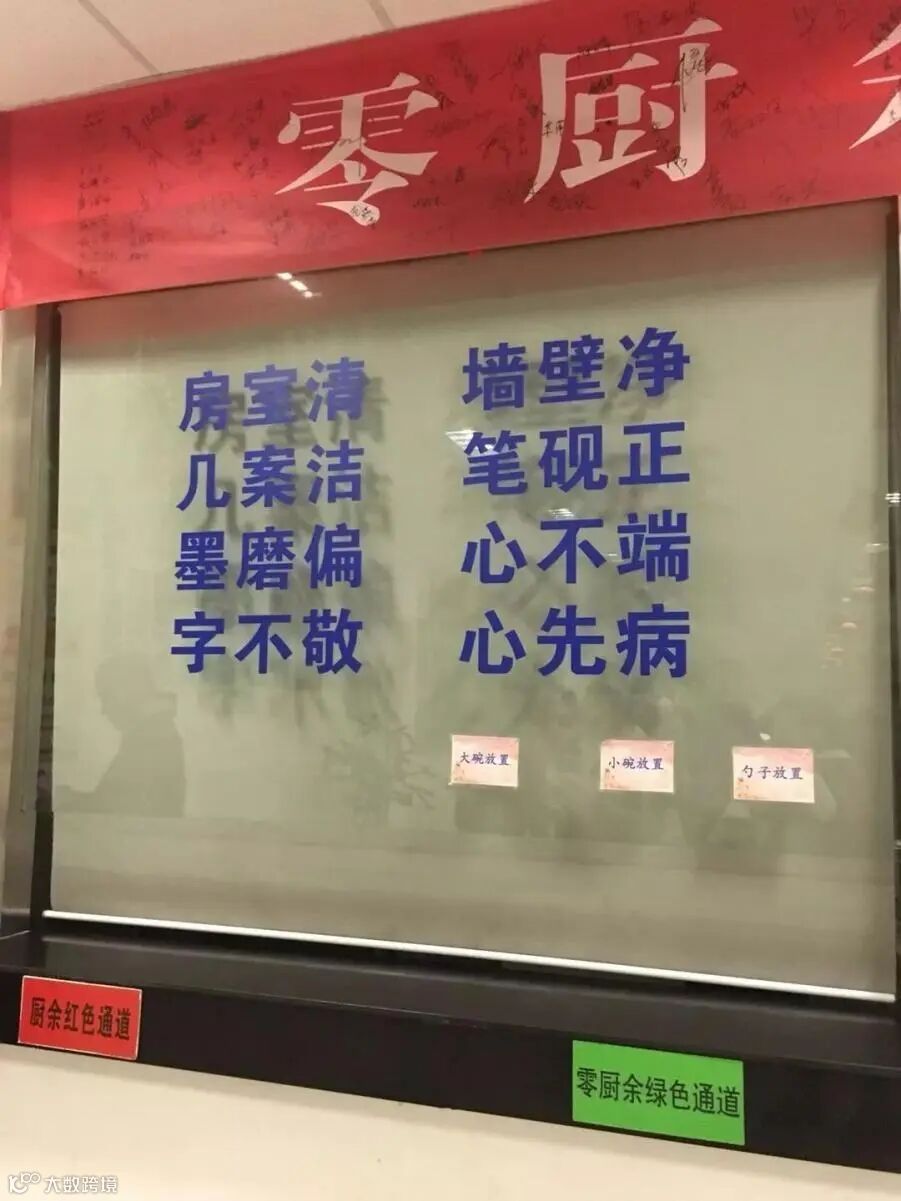 零厨
房室清 墙壁净
几案洁 笔砚正
墨磨偏 心不端
字不敬 心先病
大碗放置 小碗放置 勺子放置
厨余红色通道
零厨余绿色通道
大数跨境